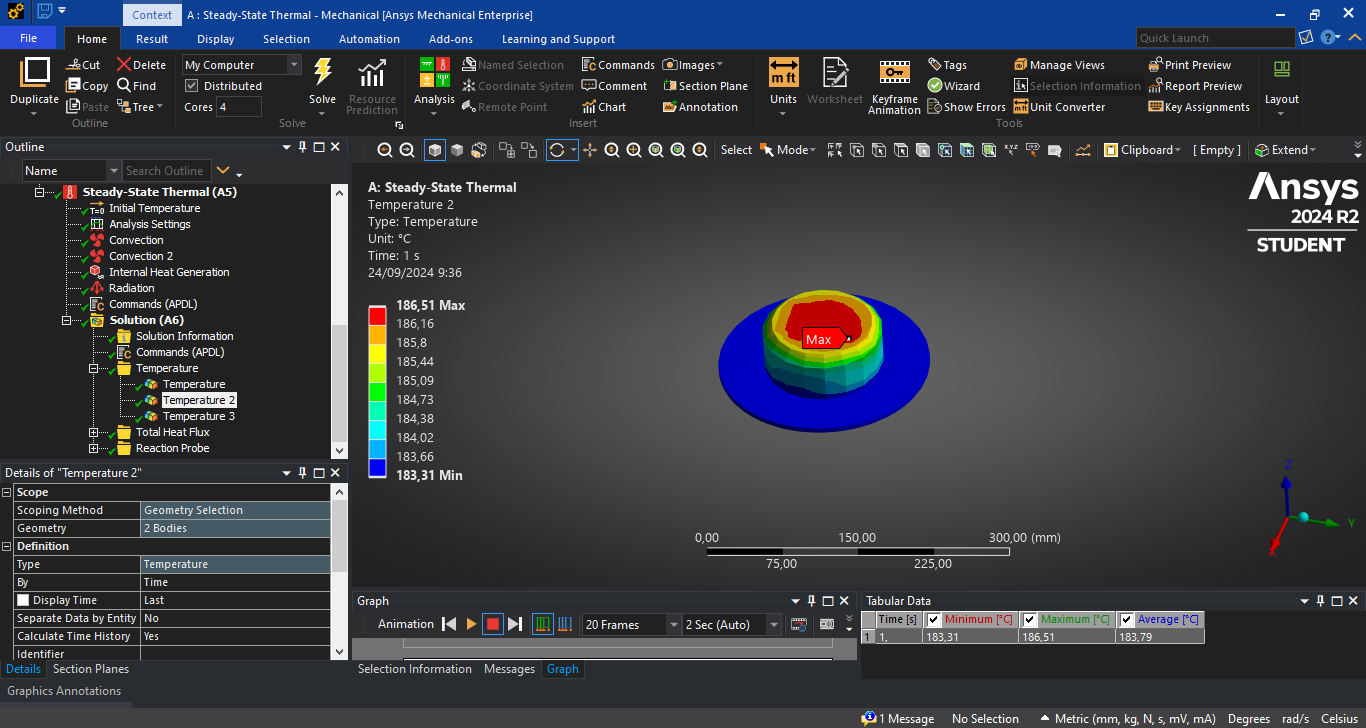 Context A : Steady-State Thermal - Mechanical [Ansys Mechanical Enterprise]
File Home Result Display Selection Automation Add-ons Learning and Support Quick Launch
Duplicate Cut Copy Paste Delete Find Tree
Outline
My Computer
Distributed
Cores 4
Solve
Resource Prediction
Solve
Analysis
Named Selection Commands Images
Coordinate System Comment Section Plane
Remote Point Chart Annotation
Insert
Units Worksheet Keyframe Animation
Tags Manage Views Print Preview
Wizard Selection Information Report Preview
Show Errors Unit Converter Key Assignments
Tools
Layout
Outline
Name Search Outline
Steady-State Thermal (A5)
Initial Temperature
Analysis Settings
Convection
Convection 2
Internal Heat Generation
Radiation
Commands (APDL)
Solution (A6)
Solution Information
Commands (APDL)
Temperature
Temperature
Temperature 2
Temperature 3
Total Heat Flux
Reaction Probe
Details of "Temperature 2"
Scope
Scoping Method Geometry Selection
Geometry 2 Bodies
Definition
Type Temperature
By Time
Display Time Last
Separate Data by Entity No
Calculate Time History Yes
Identifier
Details Section Planes
Graphics Annotations
Select Mode Clipboard [ Empty ] Extend
A: Steady-State Thermal
Temperature 2
Type: Temperature
Unit: °C
Time: 1 s
24/09/2024 9:36
186,51 Max
186,16
185,8
185,44
185,09
184,73
184,38
184,02
183,66
183,31 Min
Max
Ansys
2024 R2
STUDENT
0,00 150,00 300,00 (mm)
75,00 225,00
Z
Y
X
Graph
Animation 20 Frames 2 Sec (Auto)
Selection Information Messages Graph
Tabular Data
Time [s] Minimum [°C] Maximum [°C] Average [°C]
1 1, 183,31 186,51 183,79
1 Message No Selection Metric (mm, kg, N, s, mV, mA) Degrees rad/s Celsius